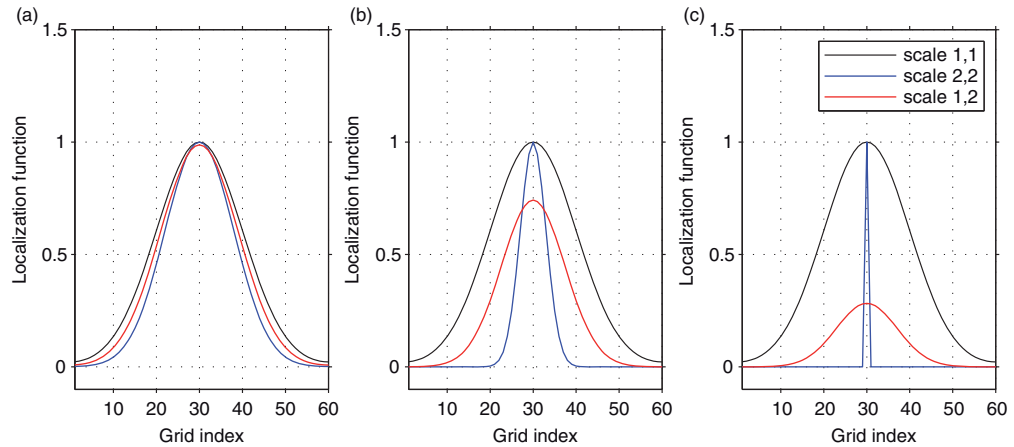 (a)
1.5
1
0.5
0
Localization function
10 20 30 40 50 60
Grid index
(b)
1.5
1
0.5
0
Localization function
10 20 30 40 50 60
Grid index
(c)
1.5
1
0.5
0
Localization function
10 20 30 40 50 60
Grid index
scale 1,1
scale 2,2
scale 1,2